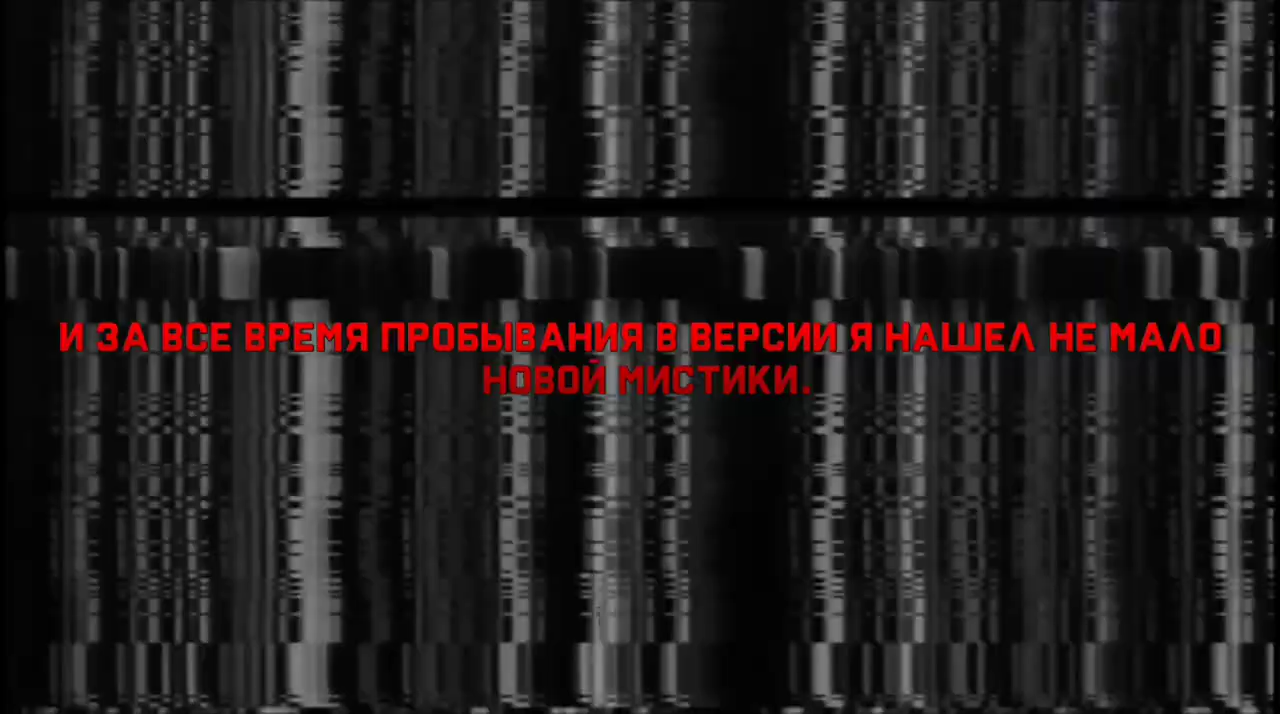 И ЗА ВСЕ ВРЕМЯ ПРОБЫВАНИЯ В ВЕРСИИ Я НАШЕЛ НЕ МАЛО
НОВОЙ МИСТИКИ.